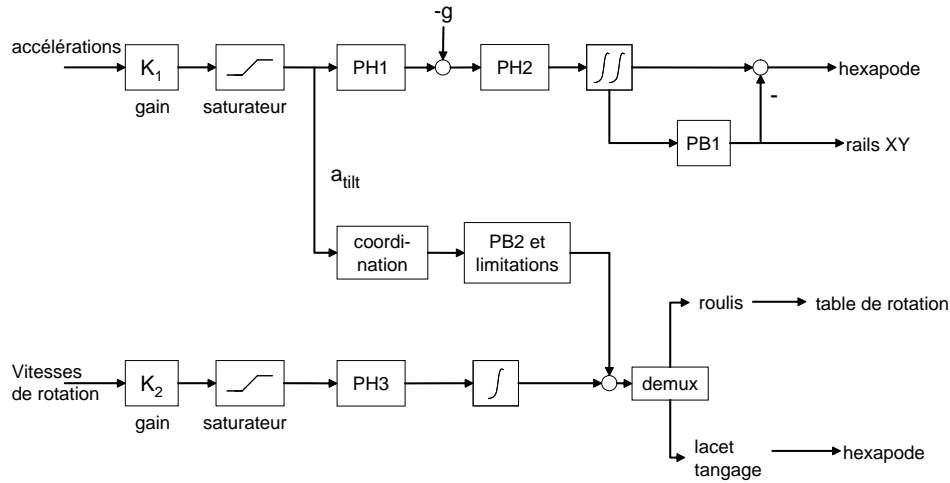 -g
accélérations
K1
PH1
PH2
∫∫
hexapode
gain
saturateur
-
PB1
rails XY
atilt
coordi-
nation
PB2 et
limitations
roulis
table de rotation
Vitesses
de rotation
K2
PH3
∫
demux
gain
saturateur
lacet
tangage
hexapode